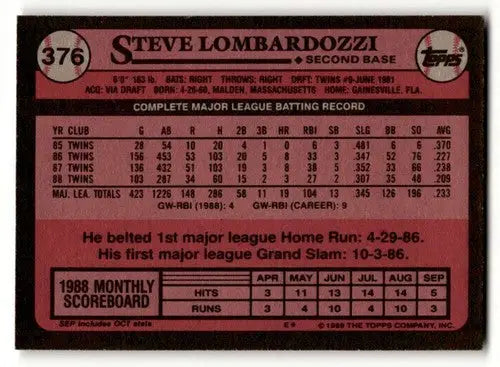 376
STEVE LOMBARDOZZI
SECOND BASE
TOPPS
6'0" 183 lb. BATS: RIGHT THROWS: RIGHT DRFT: TWINS #9-JUNE 1981
ACQ: VIA DRAFT BORN: 4-26-60, MALDEN, MASSACHUSETTS HOME: GAINESVILLE, FLA.
COMPLETE MAJOR LEAGUE BATTING RECORD
YR CLUB G AB R H 2B 3B HR RBI SB SLG BB SO AVG
85 TWINS 28 54 10 20 4 1 0 6 3 .481 6 6 .370
86 TWINS 156 453 53 103 20 5 8 33 3 .347 52 76 .227
87 TWINS 136 432 51 103 19 3 8 38 5 .352 33 66 .238
88 TWINS 103 287 34 60 15 2 3 27 2 .307 35 48 .209
MAJ. LEA. TOTALS 423 1226 148 286 58 11 19 104 13 .345 126 196 .233
GW-RBI (1988): 4 GW-RBI (CAREER): 9
He belted 1st major league Home Run: 4-29-86.
His first major league Grand Slam: 10-3-86.
1988 MONTHLY
SCOREBOARD
APR MAY JUN JUL AUG SEP
HITS 3 11 13 14 14 5
RUNS 3 4 10 4 10 3
SEP includes OCT stats
E* © 1989 THE TOPPS COMPANY, INC.